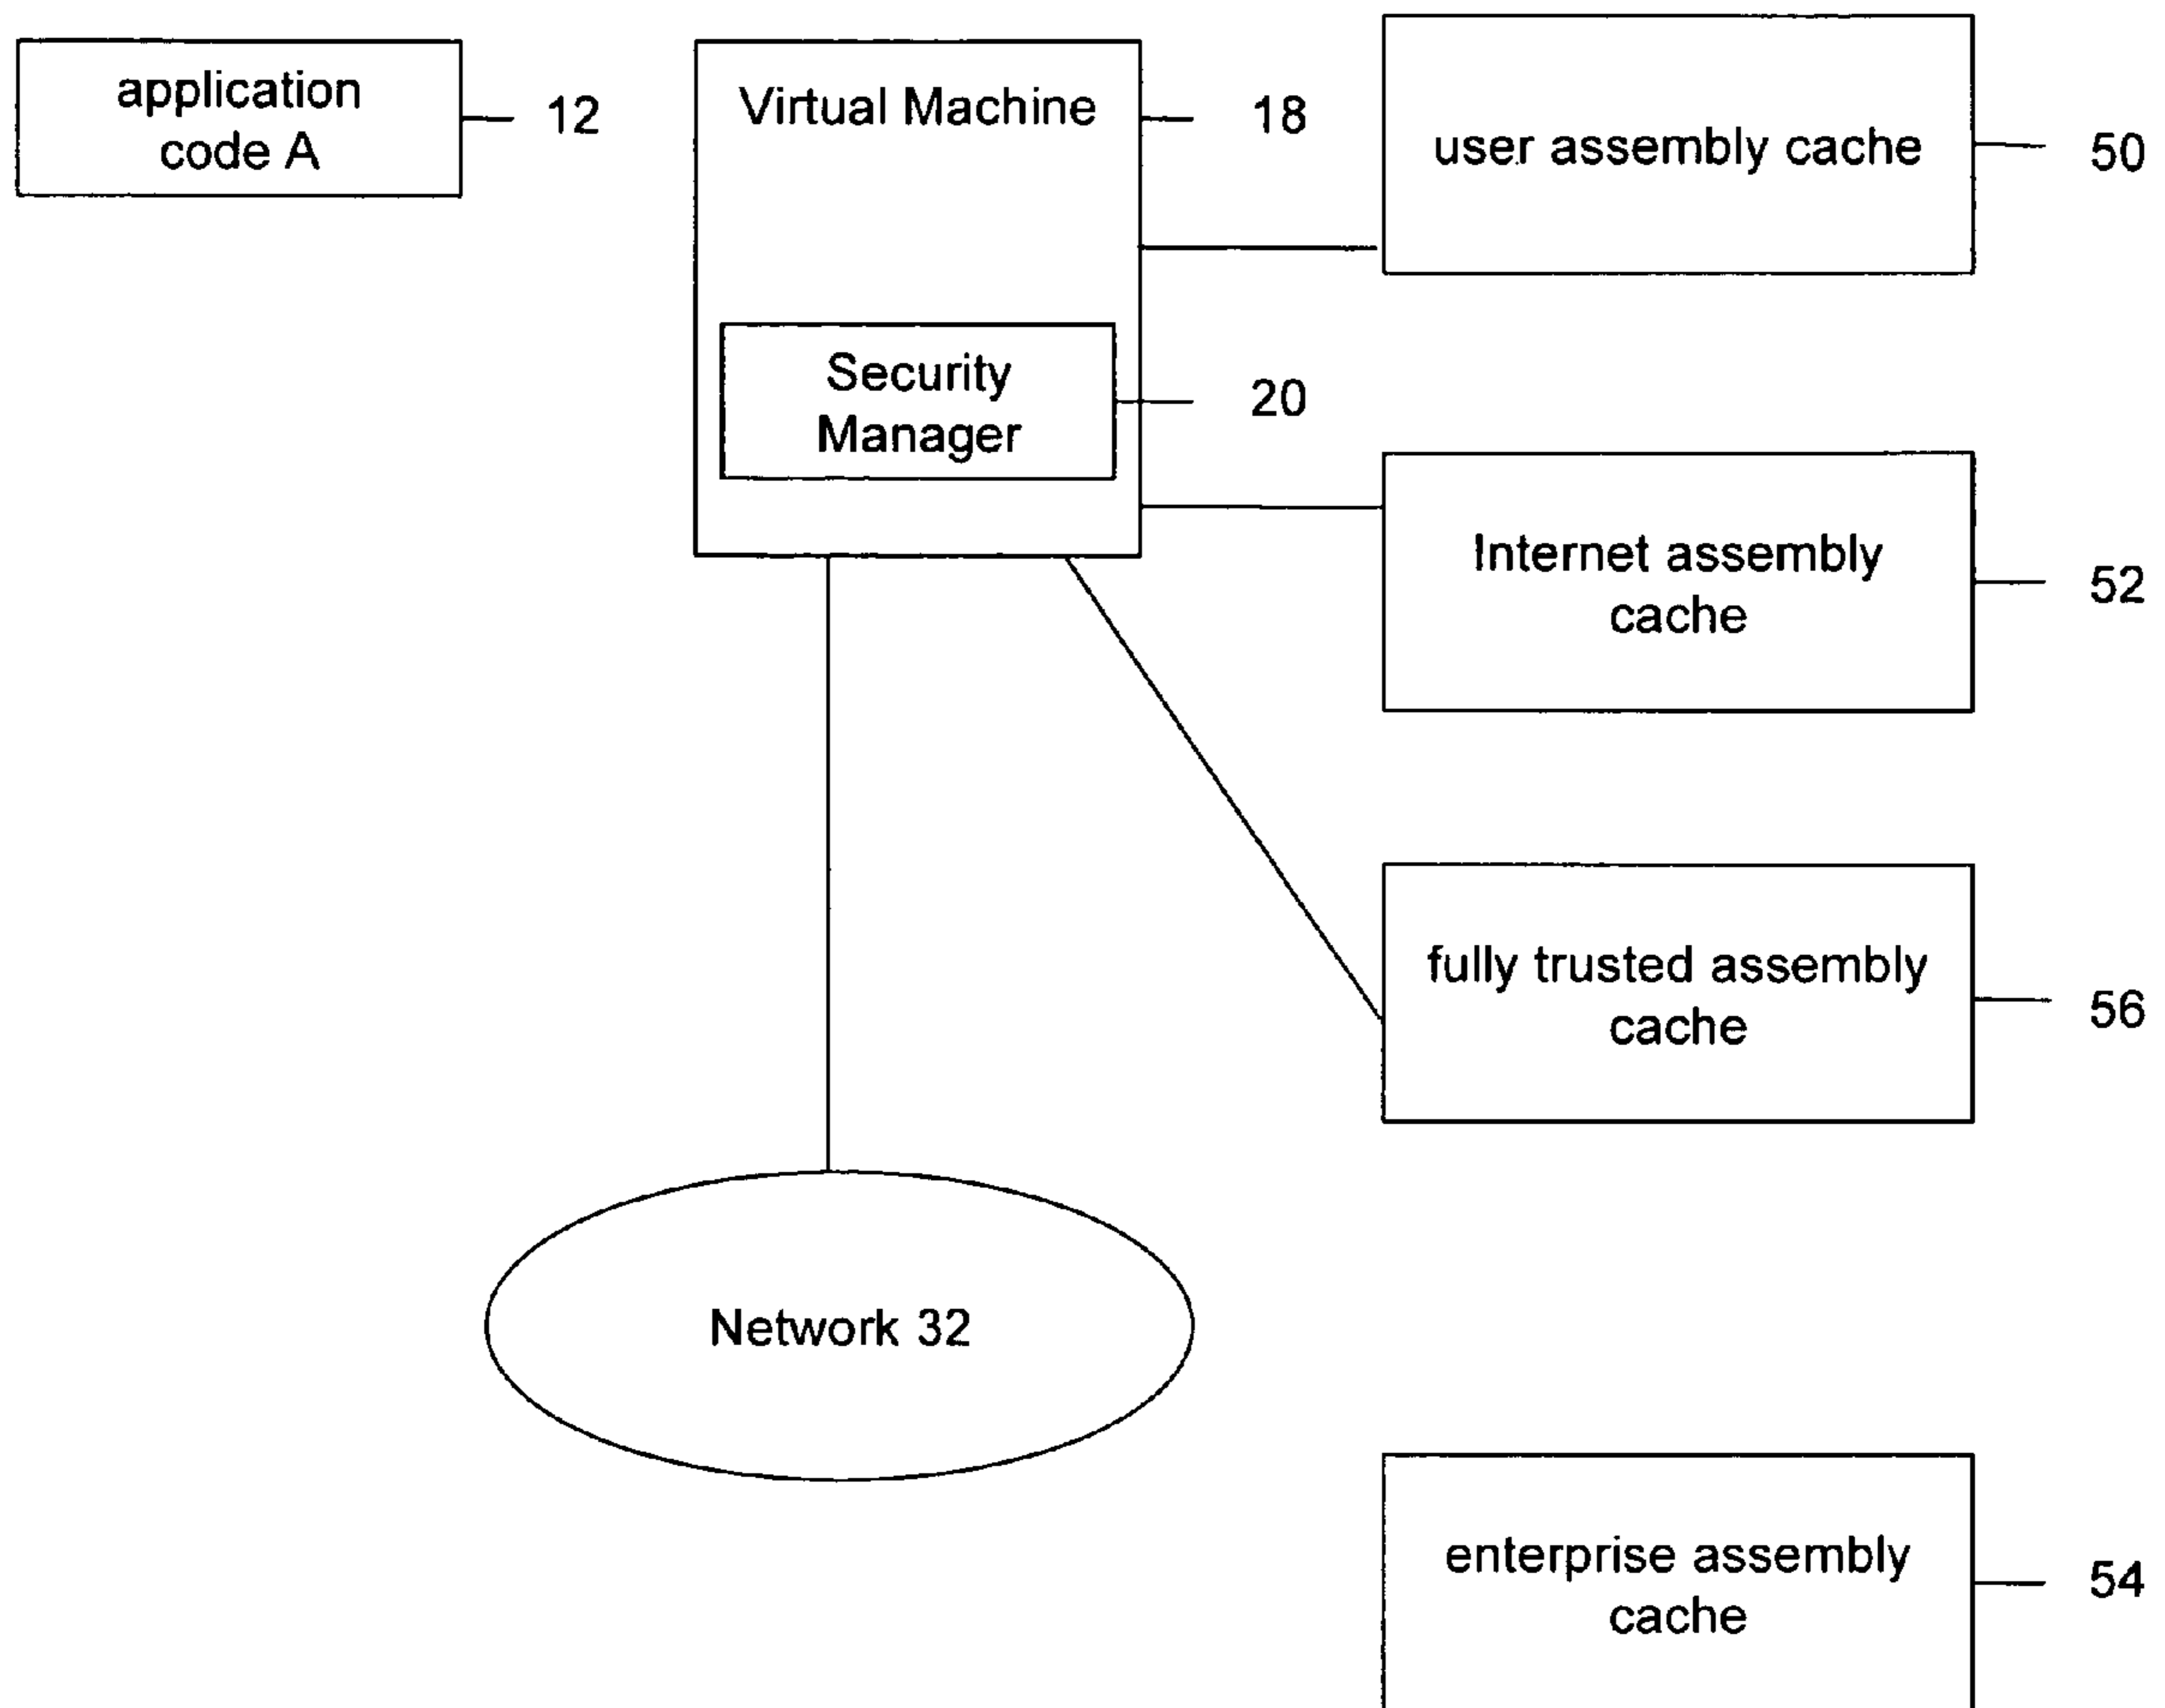 application
code A
12
Virtual Machine
18
Security
Manager
20
user assembly cache
50
Internet assembly
cache
52
fully trusted assembly
cache
56
Network 32
enterprise assembly
cache
54